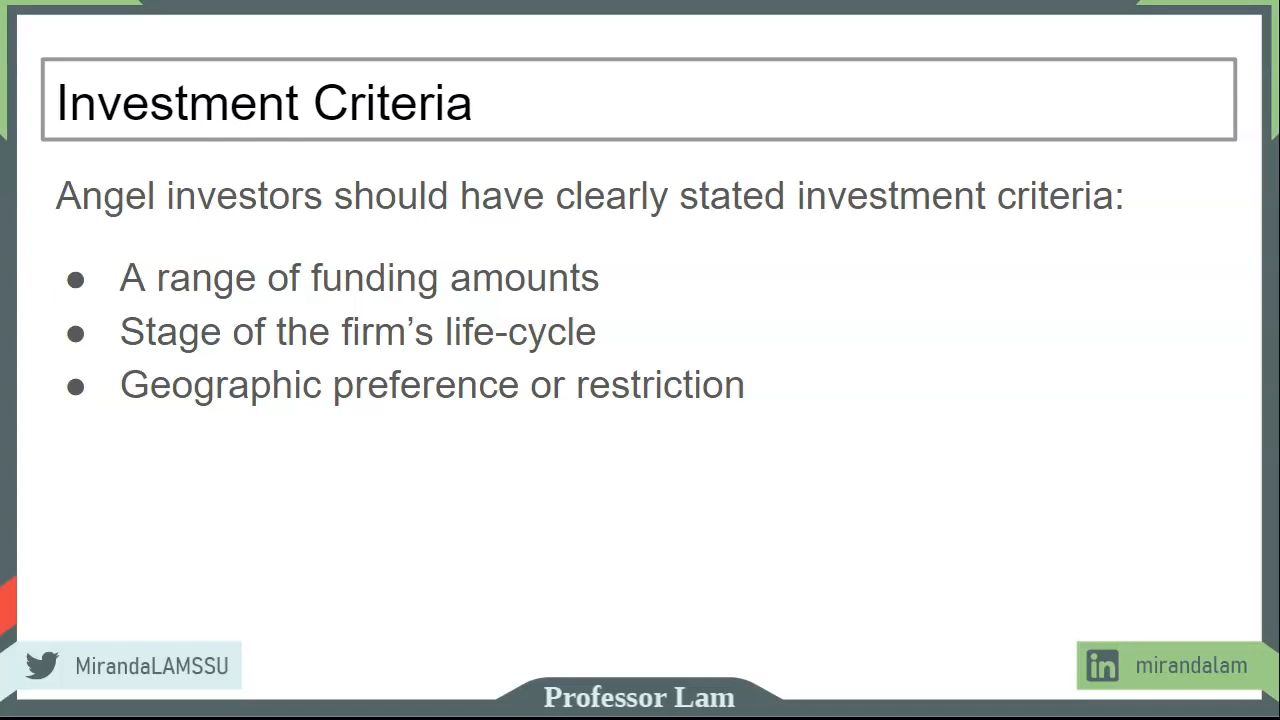 Investment Criteria
Angel investors should have clearly stated investment criteria:
● A range of funding amounts
● Stage of the firm’s life-cycle
● Geographic preference or restriction
MirandaLAMSSU
in mirandalam
Professor Lam